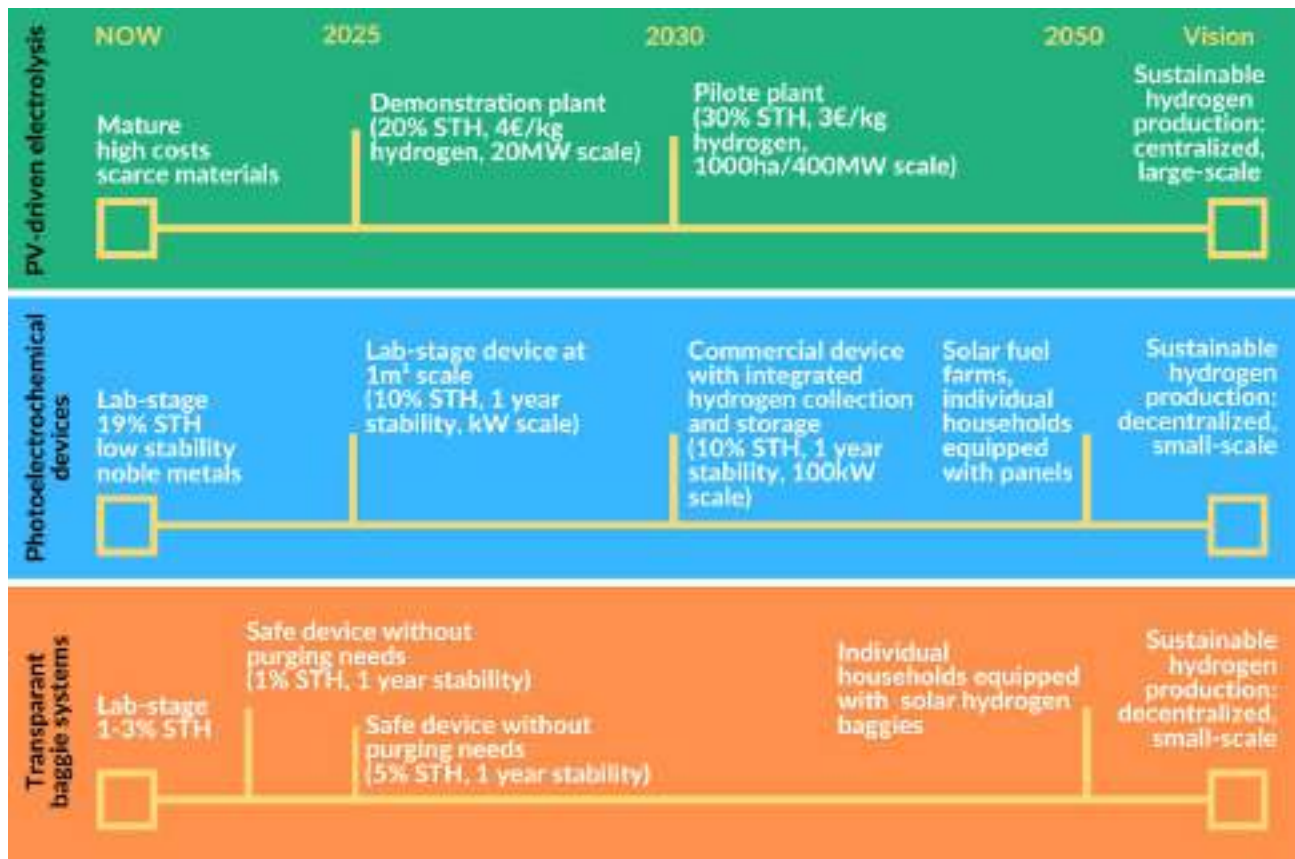 PV-driven electrolysis
NOW
2025
2030
2050
Vision
Mature
high costs
scarce materials
Demonstration plant
(20% STH, 4€/kg
hydrogen, 20MW scale)
Pilote plant
(30% STH, 3€/kg
hydrogen,
1000ha/400MW scale)
Sustainable
hydrogen
production:
centralized,
large-scale
Photoelectrochemical
devices
Lab-stage
19% STH
low stability
noble metals
Lab-stage device at
1m² scale
(10% STH, 1 year
stability, kW scale)
Commercial device
with integrated
hydrogen collection
and storage
(10% STH, 1 year
stability, 100kW
scale)
Solar fuel
farms,
individual
households
equipped
with panels
Sustainable
hydrogen
production:
decentralized,
small-scale
Transparant
baggie systems
Lab-stage
1-3% STH
Safe device without
purging needs
(1% STH, 1 year stability)
Safe device without
purging needs
(5% STH, 1 year stability)
Individual
households equipped
with solar hydrogen
baggies
Sustainable
hydrogen
production:
decentralized,
small-scale